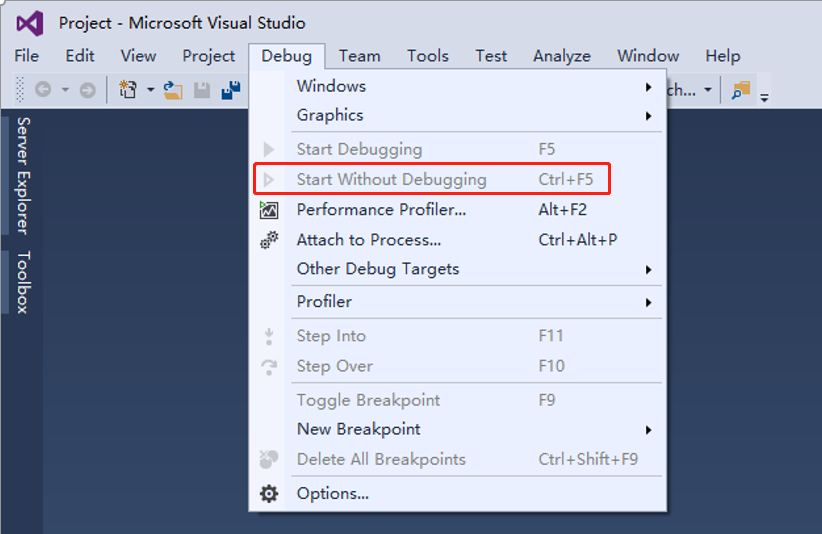 Project - Microsoft Visual Studio
File Edit View Project Debug Team Tools Test Analyze Window Help
ch...
Windows
Graphics
Start Debugging F5
Start Without Debugging Ctrl+F5
Performance Profiler... Alt+F2
Attach to Process... Ctrl+Alt+P
Other Debug Targets
Profiler
Step Into F11
Step Over F10
Toggle Breakpoint F9
New Breakpoint
Delete All Breakpoints Ctrl+Shift+F9
Options...
Server Explorer
Toolbox